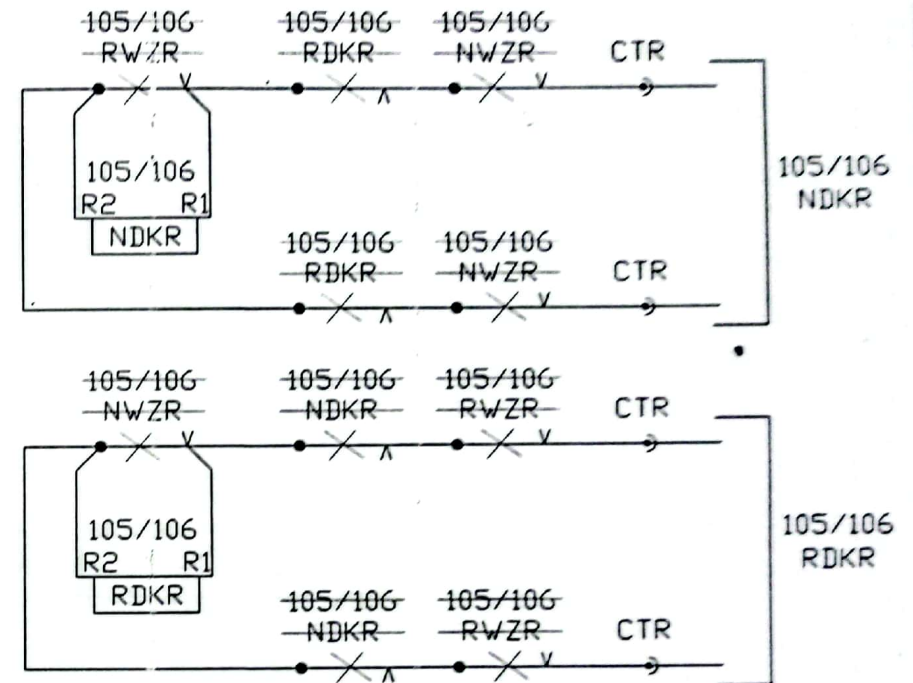 105/106 105/106 105/106
RWZR RDKR NWZR CTR
105/106
R2 R1
NDKR
105/106
NDKR
105/106 105/106
RDKR NWZR CTR
105/106 105/106 105/106
NWZR NDKR RWZR CTR
105/106
R2 R1
RDKR
105/106
RDKR
105/106 105/106
NDKR RWZR CTR